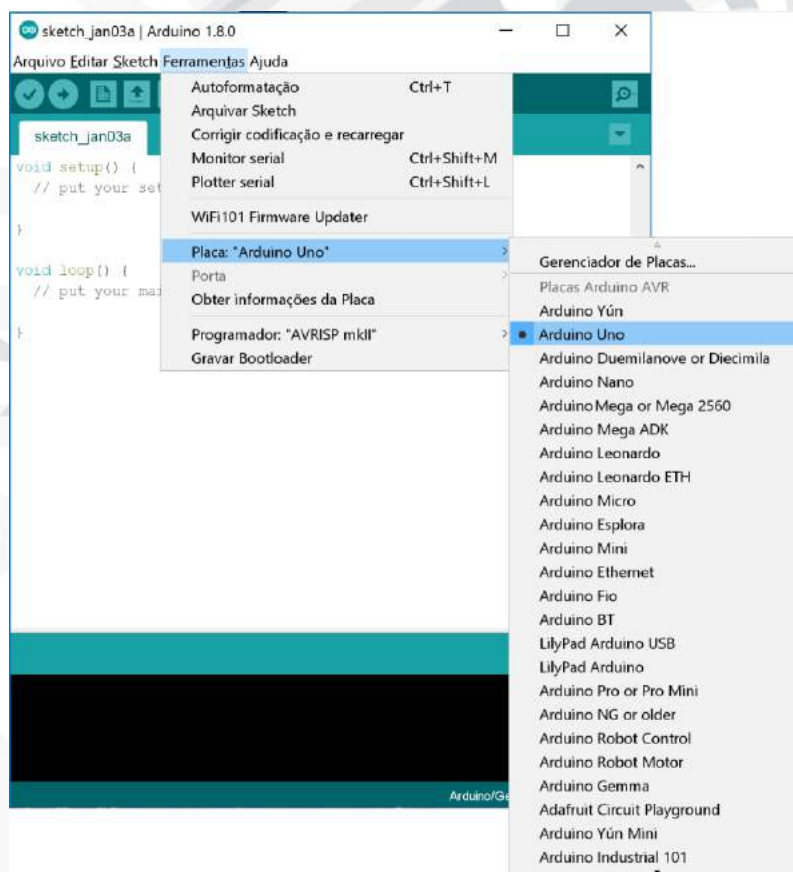 sketch_jan03a | Arduino 1.8.0
Arquivo Editar Sketch Ferramentas Ajuda
Autoformatação Ctrl+T
Arquivar Sketch
Corrigir codificação e recarregar
Monitor serial Ctrl+Shift+M
Plotter serial Ctrl+Shift+L
WiFi101 Firmware Updater
Placa: "Arduino Uno"
Porta
Obter informações da Placa
Programador: "AVRISP mkII"
Gravar Bootloader
sketch_jan03a
void setup() {
// put your set
}
void loop() {
// put your mai
}
Gerenciador de Placas...
Placas Arduino AVR
Arduino Yún
Arduino Uno
Arduino Duemilanove or Diecimila
Arduino Nano
Arduino Mega or Mega 2560
Arduino Mega ADK
Arduino Leonardo
Arduino Leonardo ETH
Arduino Micro
Arduino Esplora
Arduino Mini
Arduino Ethernet
Arduino Fio
Arduino BT
LilyPad Arduino USB
LilyPad Arduino
Arduino Pro or Pro Mini
Arduino NG or older
Arduino Robot Control
Arduino Robot Motor
Arduino Gemma
Adafruit Circuit Playground
Arduino Yún Mini
Arduino Industrial 101
Arduino/Ge